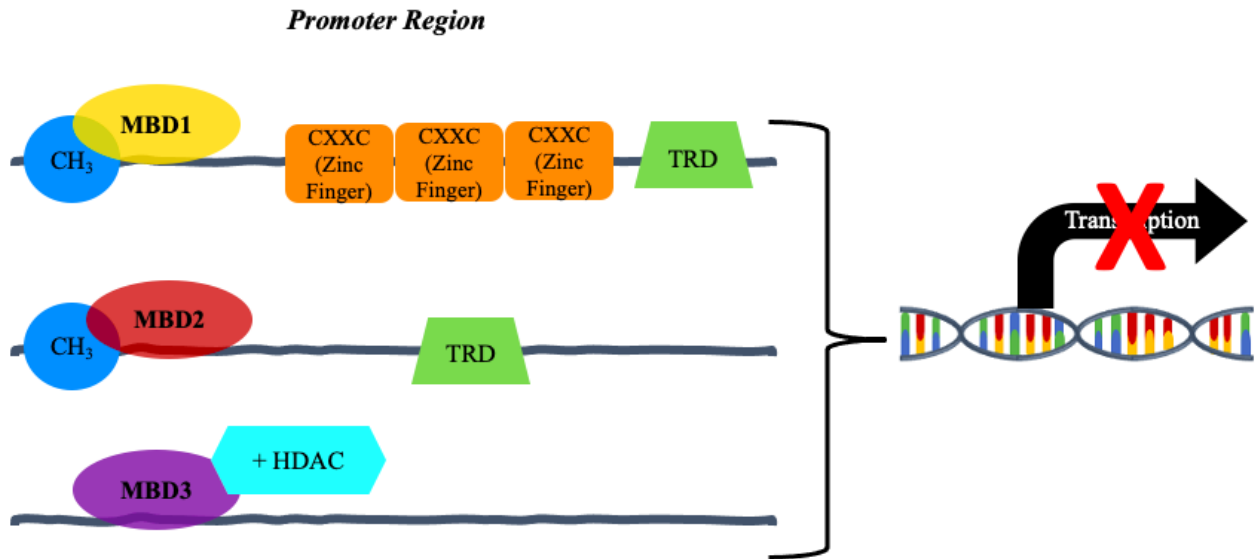 Promoter Region
MBD1
CH₃
CXXC
(Zinc
Finger)
CXXC
(Zinc
Finger)
CXXC
(Zinc
Finger)
TRD
Transcription
MBD2
CH₃
TRD
+ HDAC
MBD3